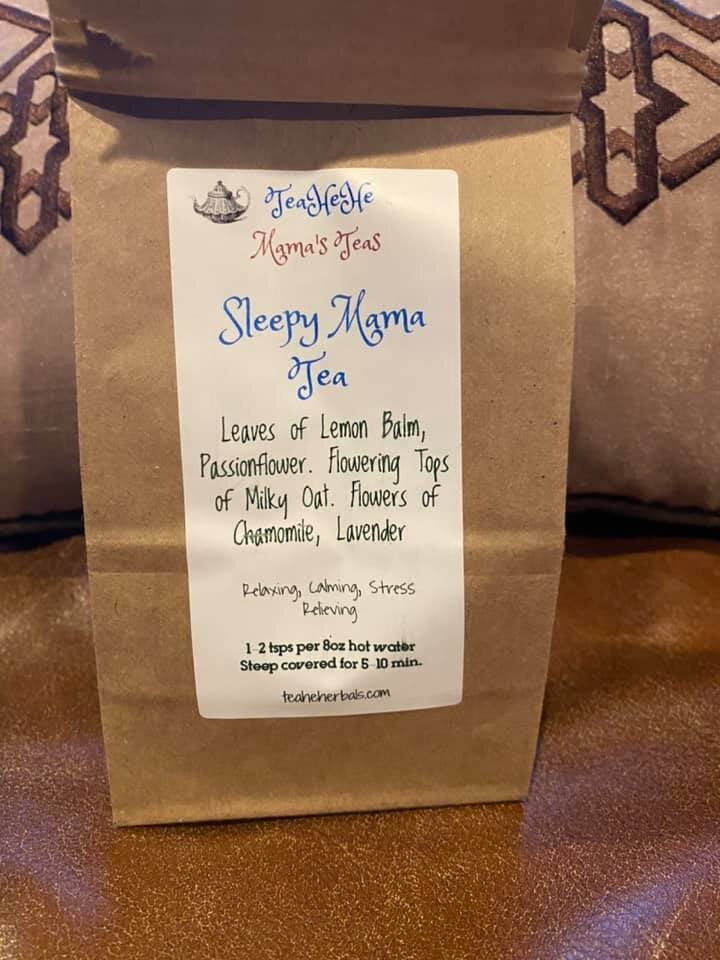 TeaHeHe
Mama's Teas
Sleepy Mama
Tea
Leaves of Lemon Balm,
Passionflower. Flowering Tops
of Milky Oat. Flowers of
Chamomile, Lavender
Relaxing, Calming, Stress
Relieving
1-2 tsps per 8oz hot water
Steep covered for 5-10 min.
teaheherbals.com